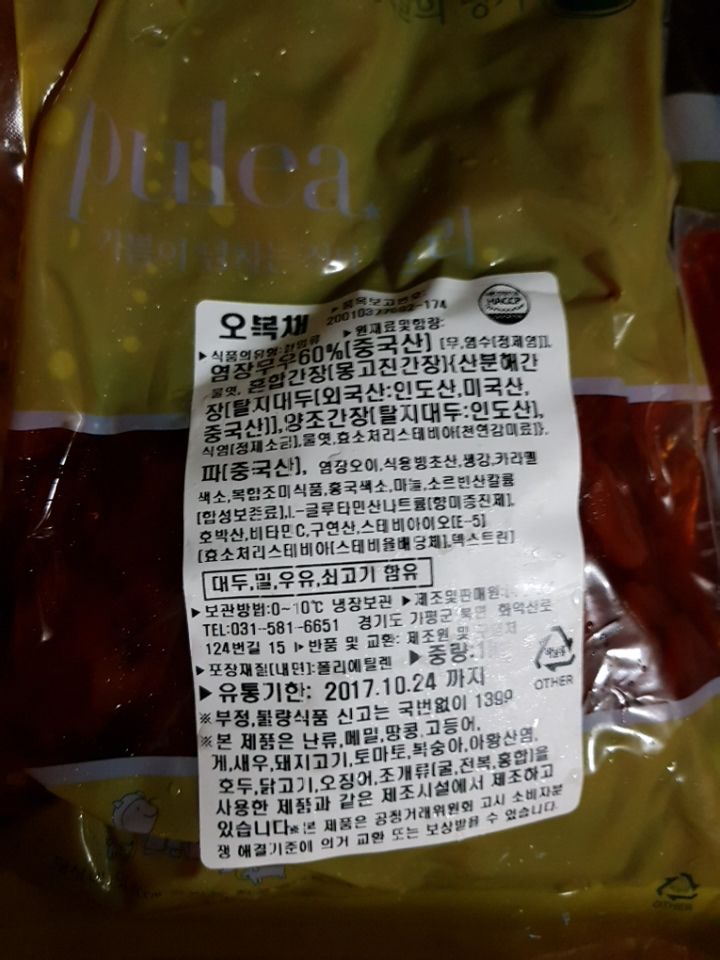 pulea.
오복채
▶품목보고번호:
HACCP
▶식품의유형:절임류
▶원재료및함량:
염장무우60%[중국산] [무,염수[정제염]],
물엿, 혼합간장[몽고진간장]{산분해간
장[탈지대두[외국산:인도산,미국산,
중국산]],양조간장[탈지대두:인도산],
식염[정제소금],물엿,효소처리스테비아[천연감미료]},
파[중국산], 염장오이,식용빙초산,생강,카라멜
색소,복합조미식품,홍국색소,마늘,소르빈산칼륨
[합성보존료],L-글루타민산나트륨[향미증진제],
호박산,비타민C,구연산,스테비아이오[E-5]
[효소처리스테비아[스테비올배당체],덱스트린]
대두,밀,우유,쇠고기 함유
▶보관방법:0~10℃ 냉장보관 ▶제조및판매원:
TEL:031-581-6651 경기도 가평군 북면 화악산로
124번길 15 ▶반품 및 교환: 제조원 및
▶포장재질[내면]:폴리에틸렌 ▶중량:
OTHER
▶유통기한: 2017.10.24 까지
※부정,불량식품 신고는 국번없이 1399
※본 제품은 난류,메밀,땅콩,고등어,
게,새우,돼지고기,토마토,복숭아,아황산염,
호두,닭고기,오징어,조개류(굴,전복,홍합)을
사용한 제품과 같은 제조시설에서 제조하고
있습니다※본 제품은 공정거래위원회 고시 소비자분
쟁 해결기준에 의거 교환 또는 보상받을 수 있습니다.
OTHER